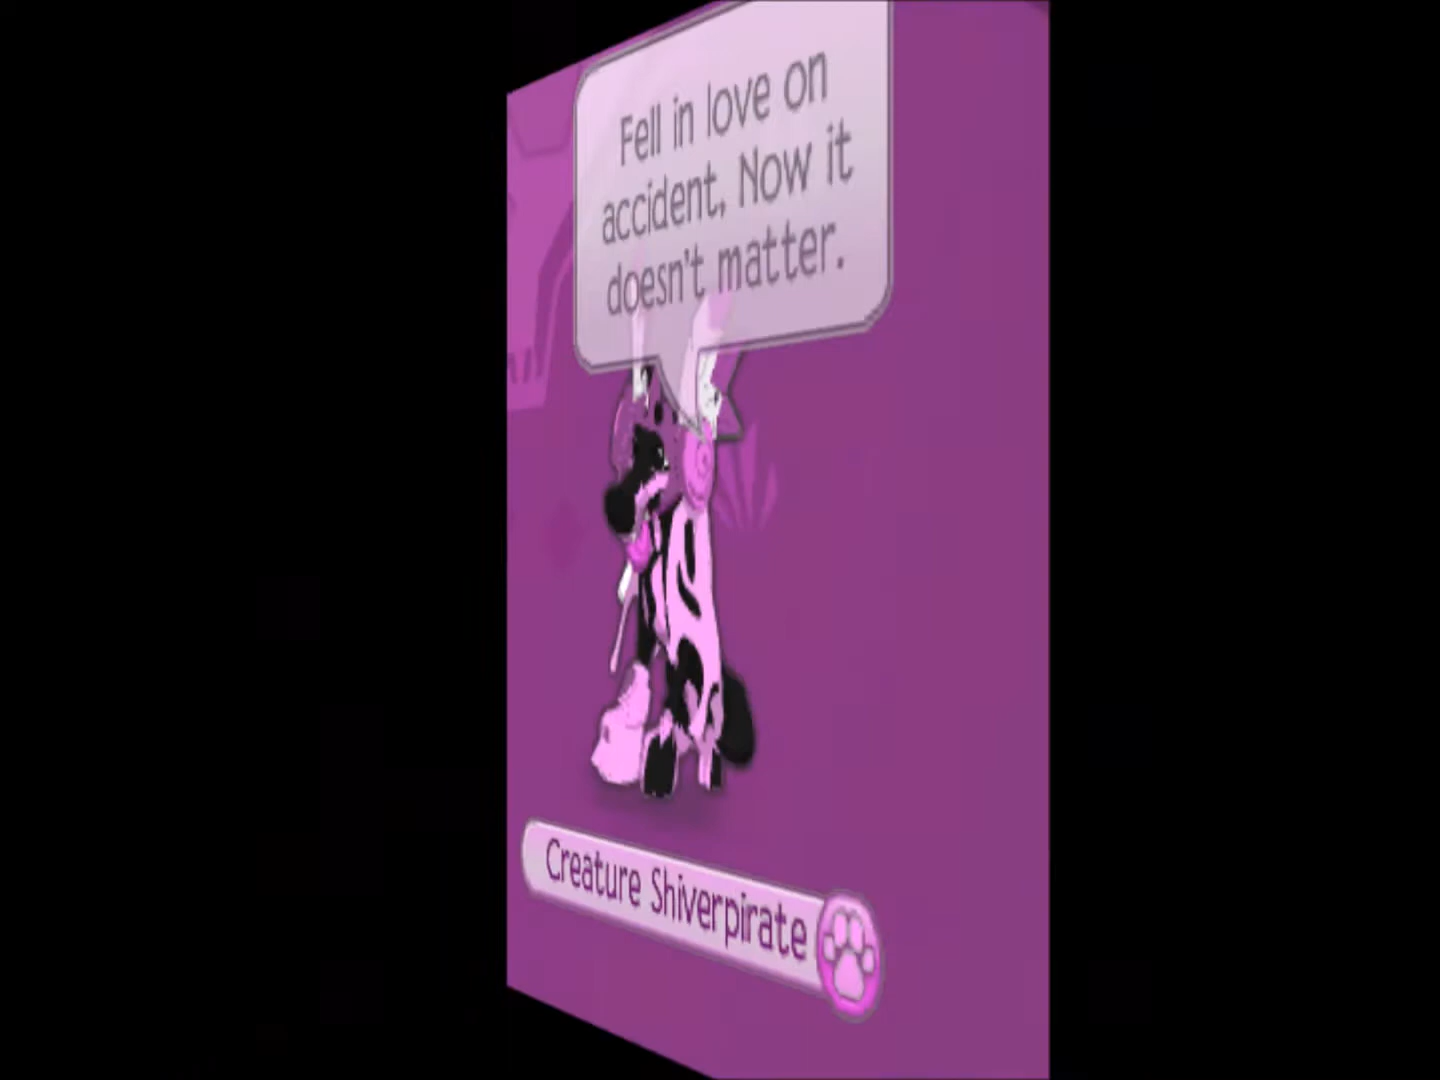 Fell in love on
accident, Now it
doesn't matter.
Creature Shiverpirate